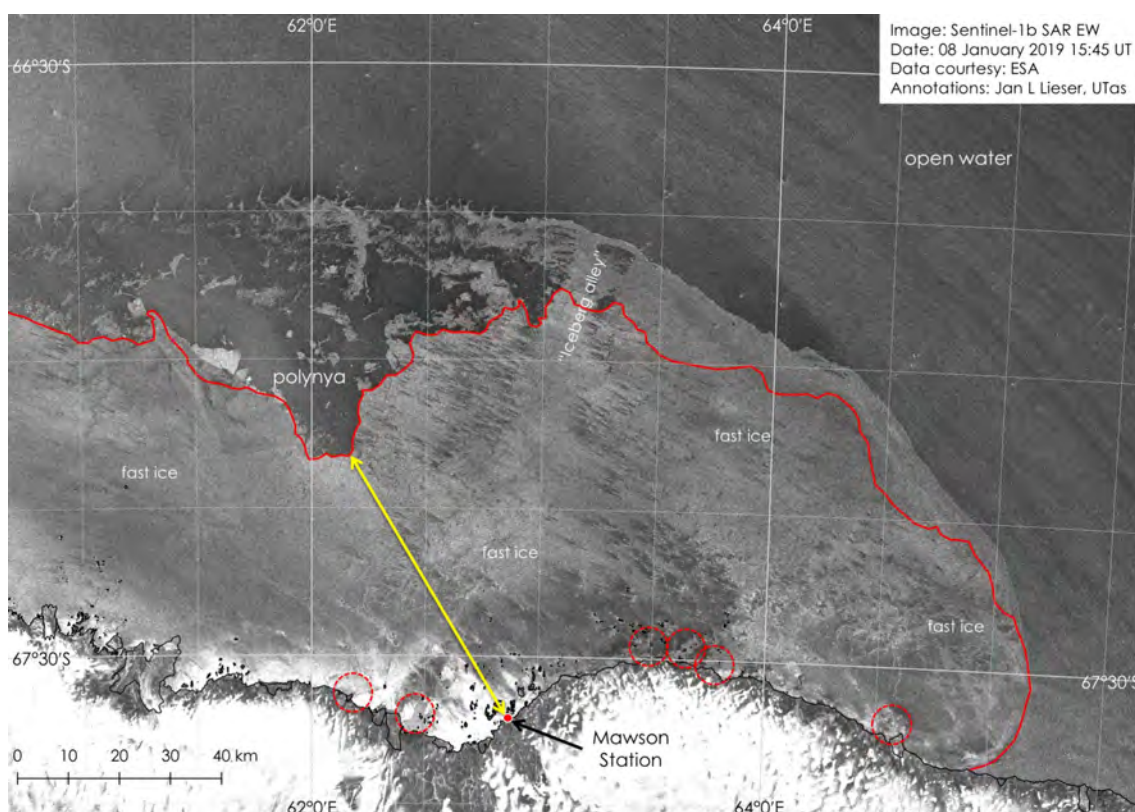 62°0'E
64°0'E
Image: Sentinel-1b SAR EW
Date: 08 January 2019 15:45 UT
Data courtesy: ESA
Annotations: Jan L Lieser, UTas
66°30'S
open water
"Iceberg alley"
polynya
fast ice
fast ice
fast ice
fast ice
67°30'S
67°30'S
Mawson
Station
0 10 20 30 40 km
62°0'E
64°0'E